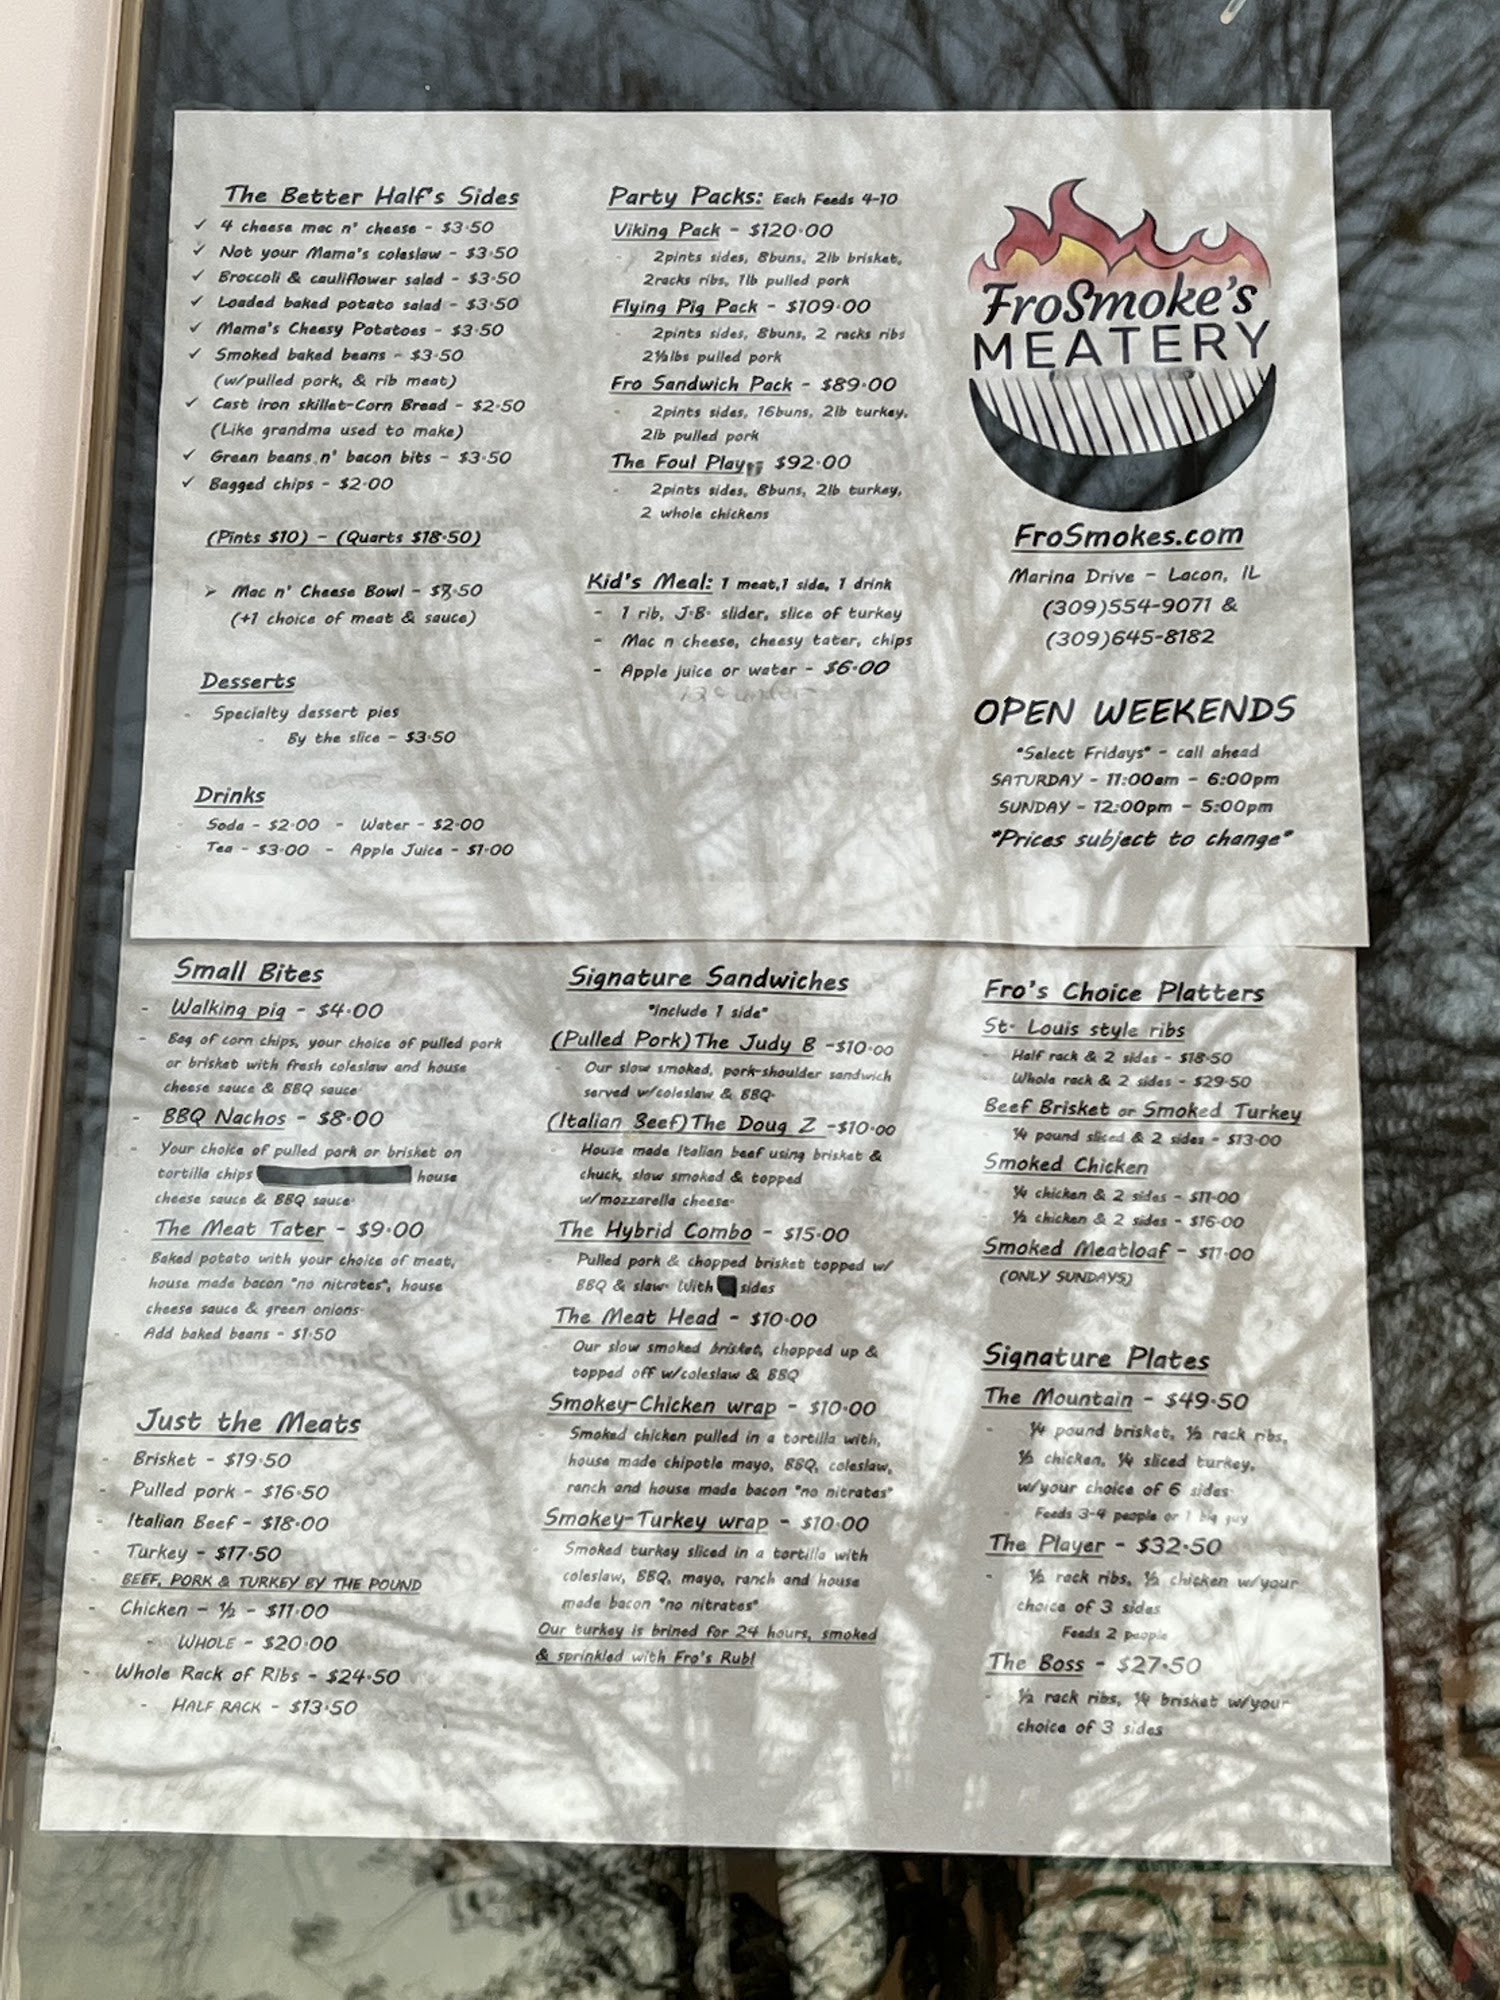 The Better Half's Sides
✓ 4 cheese mac n' cheese - $3.50
✓ Not your Mama's coleslaw - $3.50
✓ Broccoli & cauliflower salad - $3.50
✓ Loaded baked potato salad - $3.50
✓ Mama's Cheesy Potatoes - $3.50
✓ Smoked baked beans - $3.50
(w/pulled pork, & rib meat)
✓ Cast iron skillet-Corn Bread - $2.50
(Like grandma used to make)
✓ Green beans n' bacon bits - $3.50
✓ Bagged chips - $2.00
(Pints $10) - (Quarts $18.50)
➢ Mac n' Cheese Bowl - $8.50
(+1 choice of meat & sauce)
Desserts
- Specialty dessert pies
- By the slice - $3.50
Drinks
- Soda - $2.00 - Water - $2.00
- Tea - $3.00 - Apple Juice - $1.00
Party Packs: Each Feeds 4-10
Viking Pack - $120.00
- 2pints sides, 8buns, 2lb brisket,
2racks ribs, 1lb pulled pork
Flying Pig Pack - $109.00
- 2pints sides, 8buns, 2 racks ribs
2½lbs pulled pork
Fro Sandwich Pack - $89.00
- 2pints sides, 16buns, 2lb turkey,
2lb pulled pork
The Foul Play $92.00
- 2pints sides, 8buns, 2lb turkey,
2 whole chickens
Kid's Meal: 1 meat,1 side, 1 drink
- 1 rib, J.B. slider, slice of turkey
- Mac n cheese, cheesy tater, chips
- Apple juice or water - $6.00
FroSmoke's
MEATERY
FroSmokes.com
Marina Drive - Lacon, IL
(309)554-9071 &
(309)645-8182
OPEN WEEKENDS
*Select Fridays* - call ahead
SATURDAY - 11:00am - 6:00pm
SUNDAY - 12:00pm - 5:00pm
*Prices subject to change*
Small Bites
- Walking pig - $4.00
- Bag of corn chips, your choice of pulled pork
or brisket with fresh coleslaw and house
cheese sauce & BBQ sauce.
- BBQ Nachos - $8.00
- Your choice of pulled pork or brisket on
tortilla chips house
cheese sauce & BBQ sauce.
- The Meat Tater - $9.00
- Baked potato with your choice of meat,
house made bacon "no nitrates", house
cheese sauce & green onions.
- Add baked beans - $1.50
Just the Meats
- Brisket - $19.50
- Pulled pork - $16.50
- Italian Beef - $18.00
- Turkey - $17.50
- BEEF, PORK & TURKEY BY THE POUND
- Chicken - ½ - $11.00
- WHOLE - $20.00
- Whole Rack of Ribs - $24.50
- HALF RACK - $13.50
Signature Sandwiches
*Include 1 side*
(Pulled Pork)The Judy B -$10.00
- Our slow smoked, pork-shoulder sandwich
served w/coleslaw & BBQ.
(Italian Beef)The Doug Z -$10.00
- House made Italian beef using brisket &
chuck, slow smoked & topped
w/mozzarella cheese.
The Hybrid Combo - $15.00
- Pulled pork & chopped brisket topped w/
BBQ & slaw. With sides
The Meat Head - $10.00
- Our slow smoked brisket, chopped up &
topped off w/coleslaw & BBQ
Smokey-Chicken wrap - $10.00
- Smoked chicken pulled in a tortilla with,
house made chipotle mayo, BBQ, coleslaw,
ranch and house made bacon "no nitrates"
Smokey-Turkey wrap - $10.00
- Smoked turkey sliced in a tortilla with
coleslaw, BBQ, mayo, ranch and house
made bacon "no nitrates"
Our turkey is brined for 24 hours, smoked
& sprinkled with Fro's Rub!
Fro's Choice Platters
St. Louis style ribs
- Half rack & 2 sides - $18.50
- Whole rack & 2 sides - $29.50
Beef Brisket or Smoked Turkey
- ¼ pound sliced & 2 sides - $13.00
Smoked Chicken
- ¼ chicken & 2 sides - $11.00
- ½ chicken & 2 sides - $16.00
Smoked Meatloaf - $11.00
(ONLY SUNDAYS)
Signature Plates
The Mountain - $49.50
- ¼ pound brisket, ½ rack ribs,
½ chicken, ¼ sliced turkey,
w/your choice of 6 sides.
- Feeds 3-4 people or 1 big guy
The Player - $32.50
- ½ rack ribs, ½ chicken w/your
choice of 3 sides
Feeds 2 people
The Boss - $27.50
- ½ rack ribs, ¼ brisket w/your
choice of 3 sides